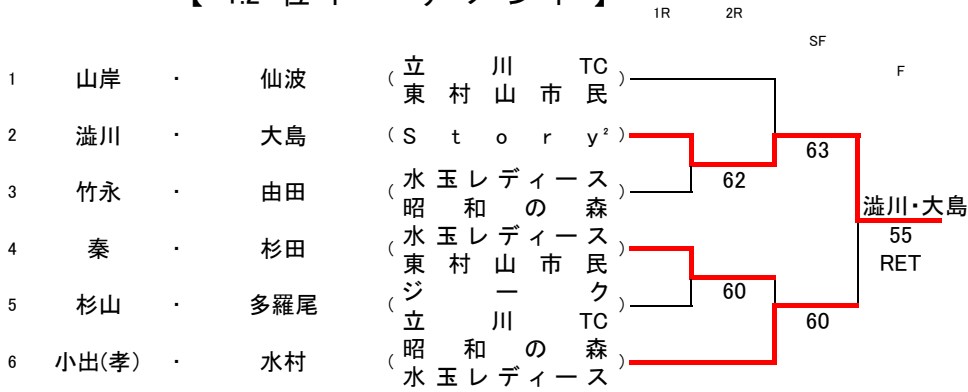 1R 2R
SF
F
1 山岸 ・ 仙波 ( 立川TC 東村山市民 )
2 澁川 ・ 大島 ( Story² )
63
62
3 竹永 ・ 由田 ( 水玉レディース 昭和の森 )
澁川・大島
55
RET
4 秦 ・ 杉田 ( 水玉レディース 東村山市民 )
60
5 杉山 ・ 多羅尾 ( ジーク 立川TC )
60
6 小出(孝) ・ 水村 ( 昭和の森 水玉レディース )